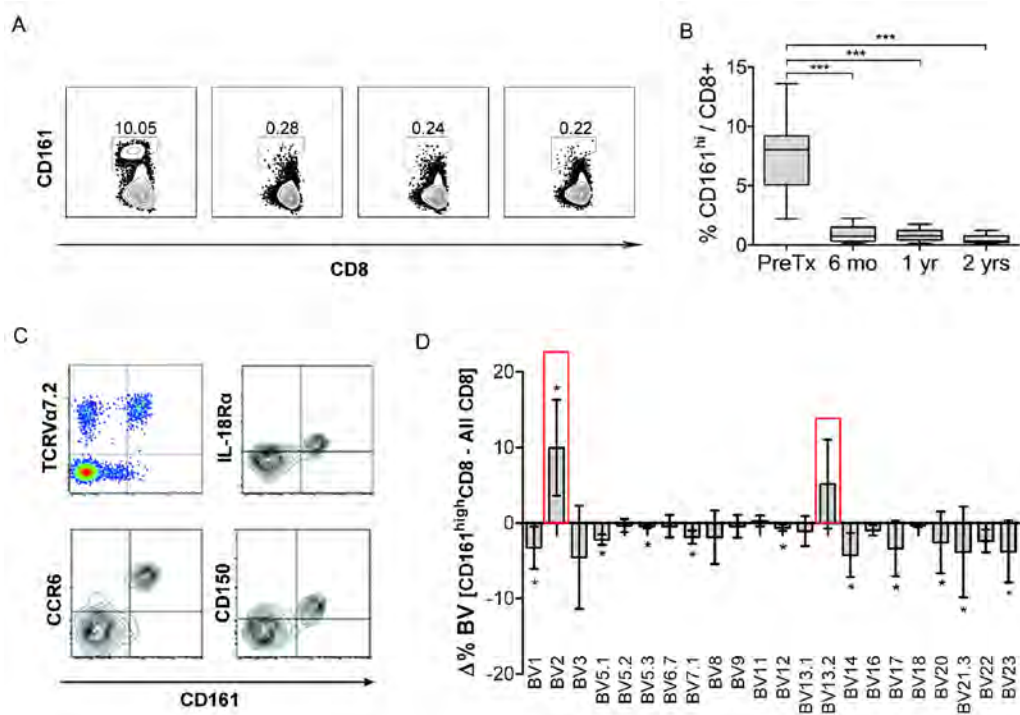 A
CD161
10.05
0.28
0.24
0.22
CD8
B
% CD161hi / CD8+
***
***
***
15
10
5
0
PreTx
6 mo
1 yr
2 yrs
C
TCRVα7.2
IL-18Rα
CCR6
CD150
CD161
D
Δ% BV [CD161highCD8 - All CD8]
20
10
0
-10
-20
*
*
*
*
*
*
*
*
*
*
*
BV1
BV2
BV3
BV5.1
BV5.2
BV5.3
BV6.7
BV7.1
BV8
BV9
BV11
BV12
BV13.1
BV13.2
BV14
BV16
BV17
BV18
BV20
BV21.3
BV22
BV23